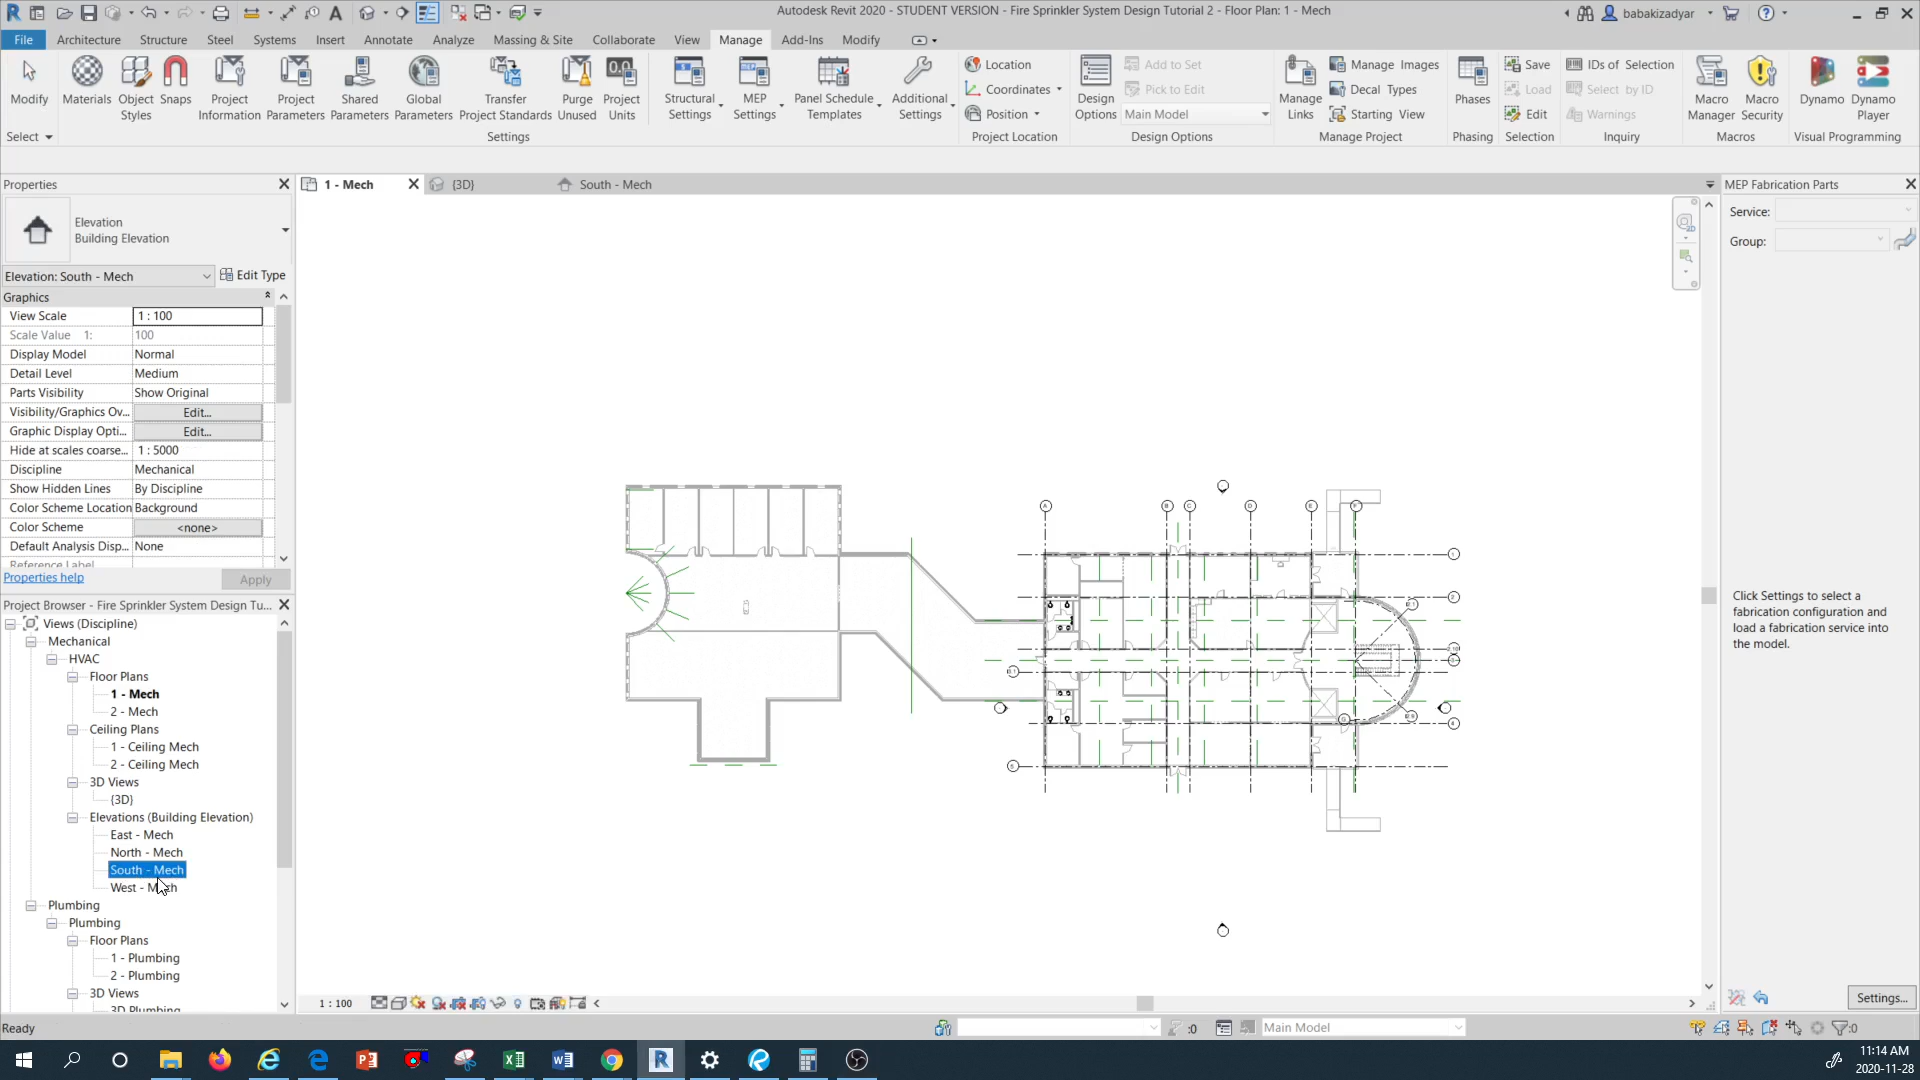 Autodesk Revit 2020 - STUDENT VERSION - Fire Sprinkler System Design Tutorial 2 - Floor Plan: 1 - Mech
babakizadyar
File Architecture Structure Steel Systems Insert Annotate Analyze Massing & Site Collaborate View Manage Add-Ins Modify
Modify
Materials
Object Styles
Snaps
Project Information
Project Parameters
Shared Parameters
Global Parameters
Transfer Project Standards
Purge Unused
Project Units
Structural Settings
MEP Settings
Panel Schedule Templates
Additional Settings
Location
Coordinates
Position
Design Options
Add to Set
Pick to Edit
Main Model
Manage Links
Manage Images
Decal Types
Starting View
Phases
Save
Load
Edit
IDs of Selection
Select by ID
Warnings
Macro Manager
Macro Security
Dynamo
Dynamo Player
Select
Settings
Project Location
Design Options
Manage Project
Phasing
Selection
Inquiry
Macros
Visual Programming
Properties
1 - Mech
{3D}
South - Mech
MEP Fabrication Parts
Elevation
Building Elevation
Service:
Group:
Elevation: South - Mech
Edit Type
Graphics
View Scale 1 : 100
Scale Value 1: 100
Display Model Normal
Detail Level Medium
Parts Visibility Show Original
Visibility/Graphics Ov... Edit...
Graphic Display Opti... Edit...
Hide at scales coarse... 1 : 5000
Discipline Mechanical
Show Hidden Lines By Discipline
Color Scheme Location Background
Color Scheme <none>
Default Analysis Disp... None
Reference Label
Properties help
Apply
Project Browser - Fire Sprinkler System Design Tu...
Views (Discipline)
Mechanical
HVAC
Floor Plans
1 - Mech
2 - Mech
Ceiling Plans
1 - Ceiling Mech
2 - Ceiling Mech
3D Views
{3D}
Elevations (Building Elevation)
East - Mech
North - Mech
South - Mech
West - Mech
Plumbing
Plumbing
Floor Plans
1 - Plumbing
2 - Plumbing
3D Views
3D Plumbing
A B C D E F
1
2
3
4
5
Click Settings to select a
fabrication configuration and
load a fabrication service into
the model.
Settings...
1 : 100
Ready
:0
Main Model
:0
11:14 AM
2020-11-28